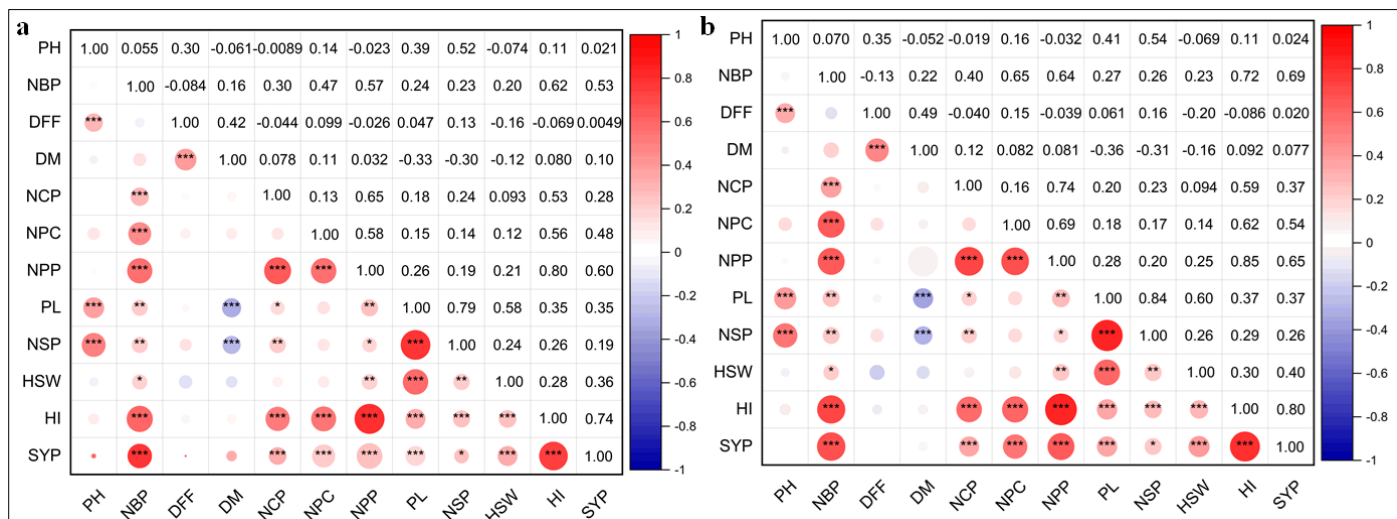 a
PH 1.00 0.055 0.30 -0.061 -0.0089 0.14 -0.023 0.39 0.52 -0.074 0.11 0.021
NBP 1.00 -0.084 0.16 0.30 0.47 0.57 0.24 0.23 0.20 0.62 0.53
DFF *** 1.00 0.42 -0.044 0.099 -0.026 0.047 0.13 -0.16 -0.069 0.0049
DM *** 1.00 0.078 0.11 0.032 -0.33 -0.30 -0.12 0.080 0.10
NCP *** 1.00 0.13 0.65 0.18 0.24 0.093 0.53 0.28
NPC *** 1.00 0.58 0.15 0.14 0.12 0.56 0.48
NPP *** *** *** 1.00 0.26 0.19 0.21 0.80 0.60
PL *** ** *** * ** 1.00 0.79 0.58 0.35 0.35
NSP *** ** *** ** * *** 1.00 0.24 0.26 0.19
HSW * ** *** ** 1.00 0.28 0.36
HI *** *** *** *** *** *** *** 1.00 0.74
SYP *** *** *** *** *** * *** *** 1.00
PH NBP DFF DM NCP NPC NPP PL NSP HSW HI SYP
1
0.8
0.6
0.4
0.2
0
-0.2
-0.4
-0.6
-0.8
-1
b
PH 1.00 0.070 0.35 -0.052 -0.019 0.16 -0.032 0.41 0.54 -0.069 0.11 0.024
NBP 1.00 -0.13 0.22 0.40 0.65 0.64 0.27 0.26 0.23 0.72 0.69
DFF *** 1.00 0.49 -0.040 0.15 -0.039 0.061 0.16 -0.20 -0.086 0.020
DM *** 1.00 0.12 0.082 0.081 -0.36 -0.31 -0.16 0.092 0.077
NCP *** 1.00 0.16 0.74 0.20 0.23 0.094 0.59 0.37
NPC *** 1.00 0.69 0.18 0.17 0.14 0.62 0.54
NPP *** *** *** 1.00 0.28 0.20 0.25 0.85 0.65
PL *** ** *** * ** 1.00 0.84 0.60 0.37 0.37
NSP *** ** *** ** * *** 1.00 0.26 0.29 0.26
HSW * ** *** ** 1.00 0.30 0.40
HI *** *** *** *** *** *** *** 1.00 0.80
SYP *** *** *** *** *** * *** *** 1.00
PH NBP DFF DM NCP NPC NPP PL NSP HSW HI SYP
1
0.8
0.6
0.4
0.2
0
-0.2
-0.4
-0.6
-0.8
-1